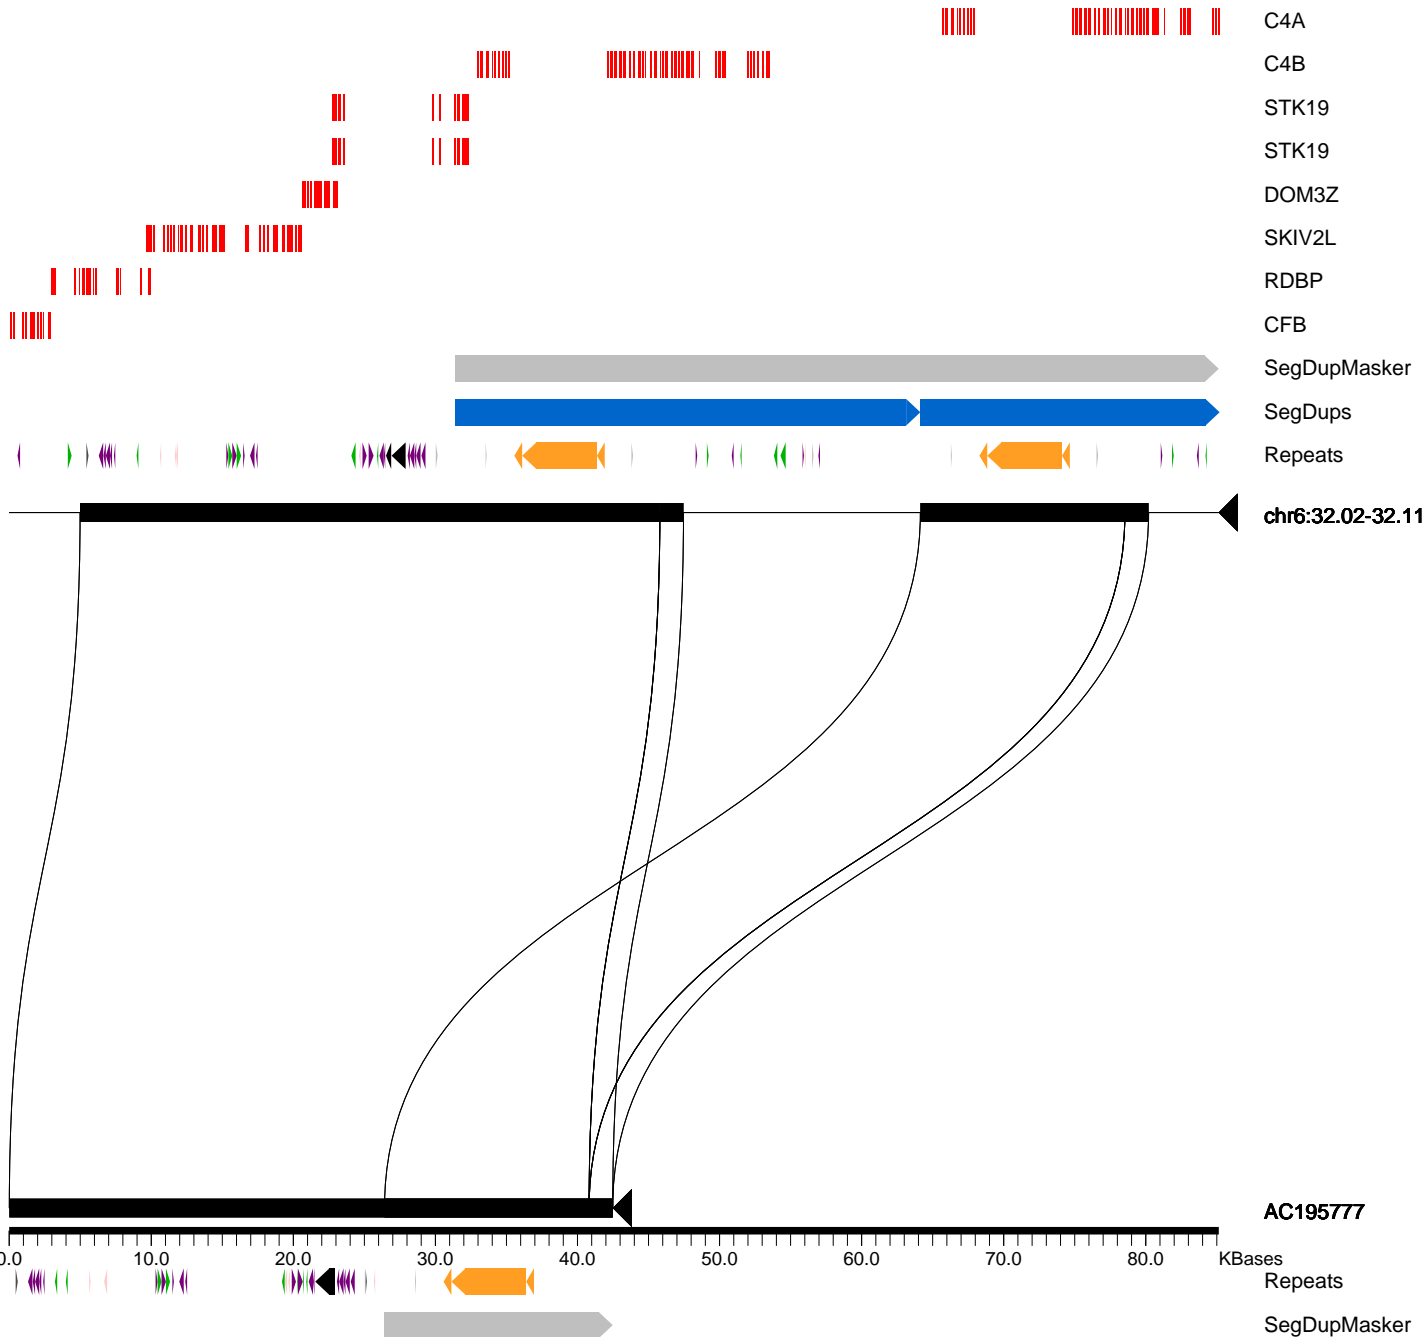 C4A
C4B
STK19
STK19
DOM3Z
SKIV2L
RDBP
CFB
SegDupMasker
SegDups
Repeats
chr6:32.02-32.11
AC195777
0.0 10.0 20.0 30.0 40.0 50.0 60.0 70.0 80.0 KBases
Repeats
SegDupMasker